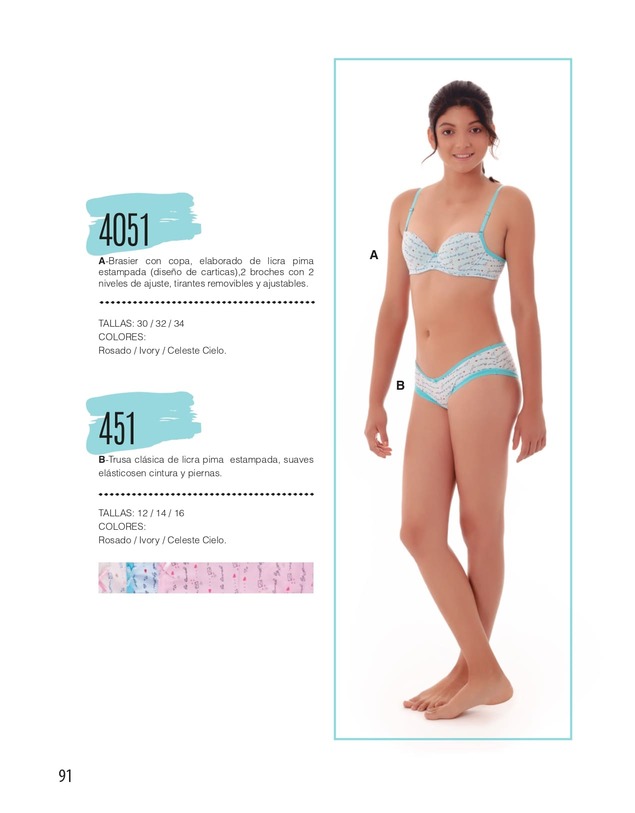 4051
A-Brasier con copa, elaborado de licra pima
estampada (diseño de carticas),2 broches con 2
niveles de ajuste, tirantes removibles y ajustables.
TALLAS: 30 / 32 / 34
COLORES:
Rosado / Ivory / Celeste Cielo.
451
B-Trusa clásica de licra pima estampada, suaves
elásticosen cintura y piernas.
TALLAS: 12 / 14 / 16
COLORES:
Rosado / Ivory / Celeste Cielo.
A
B
91